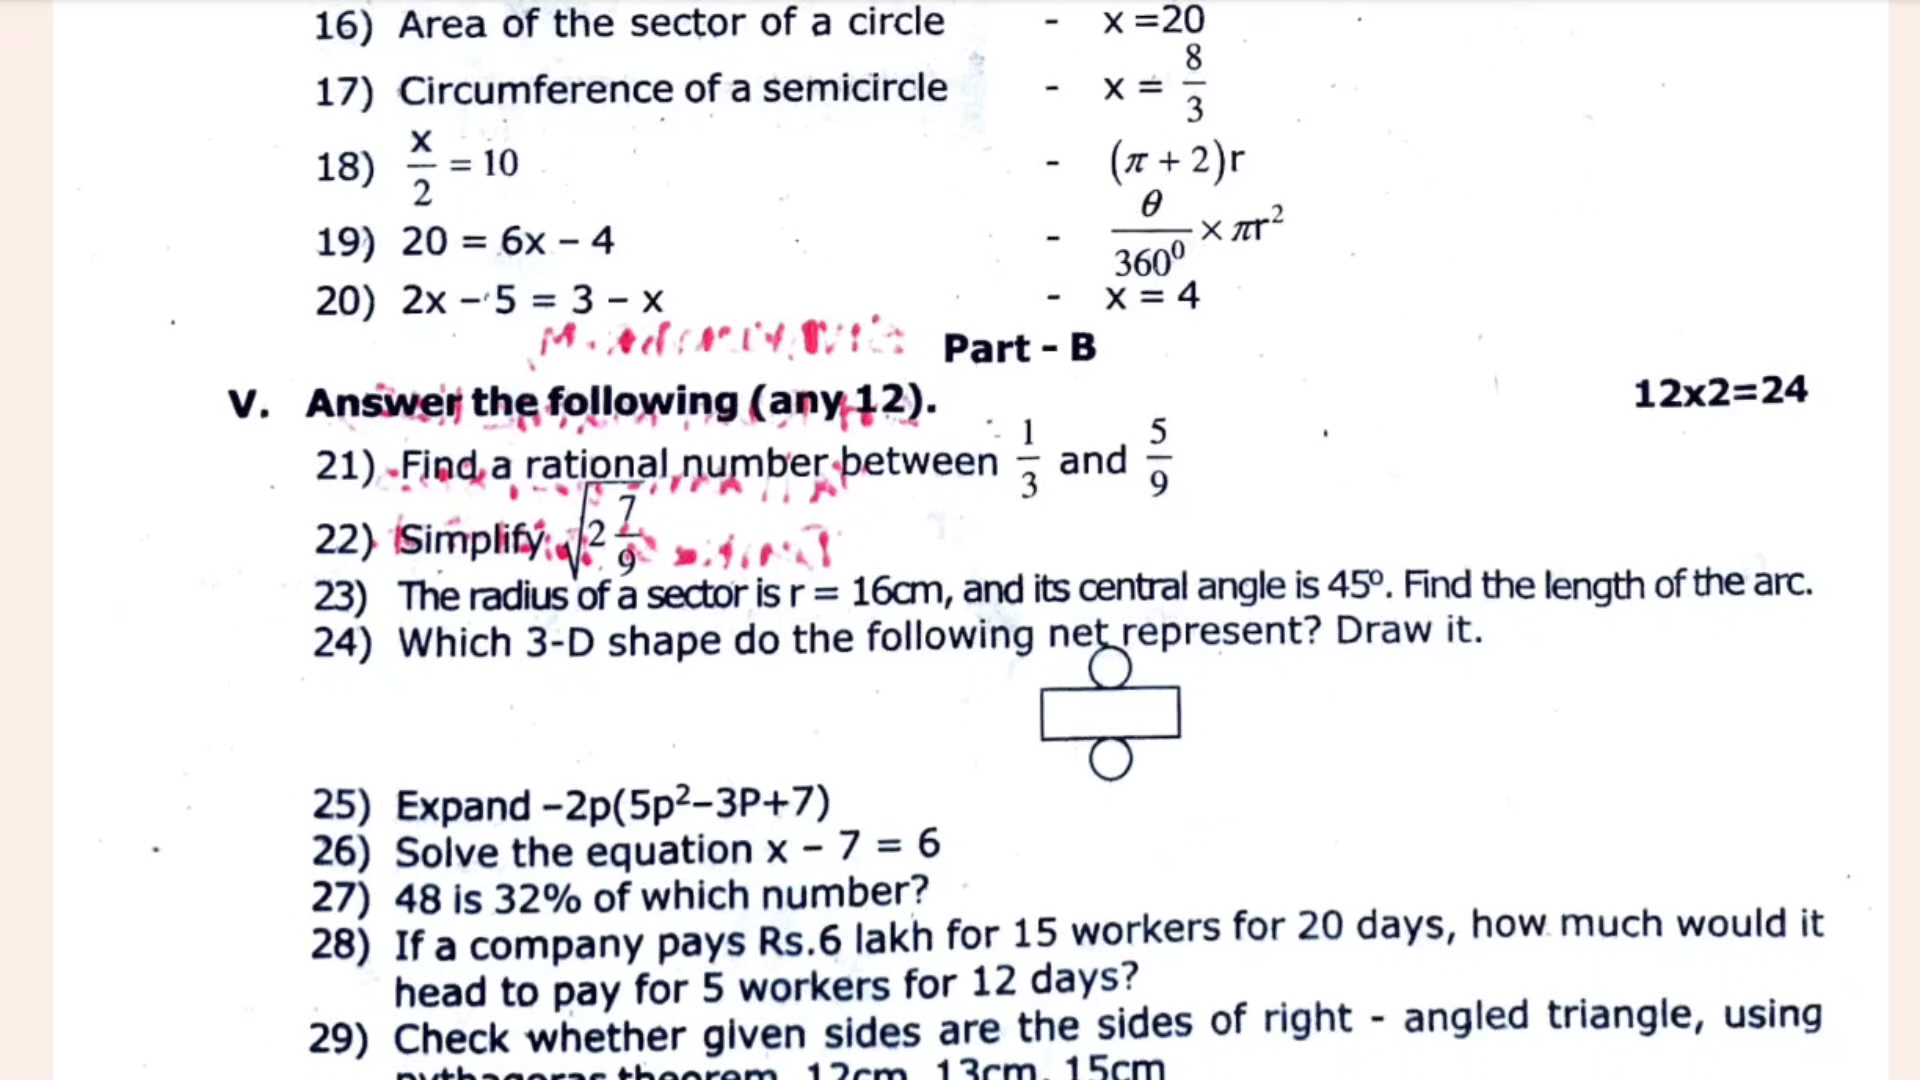 16) Area of the sector of a circle - x =20
17) Circumference of a semicircle - x = 8/3
18) x/2 = 10 - (π + 2)r
19) 20 = 6x – 4 - θ/360⁰ × πr²
20) 2x – 5 = 3 – x - x = 4
Part - B
V. Answer the following (any 12). 12x2=24
21) Find a rational number between 1/3 and 5/9
22) Simplify √(2 7/9)
23) The radius of a sector is r = 16cm, and its central angle is 45⁰. Find the length of the arc.
24) Which 3-D shape do the following net represent? Draw it.
25) Expand –2p(5p²–3P+7)
26) Solve the equation x – 7 = 6
27) 48 is 32% of which number?
28) If a company pays Rs.6 lakh for 15 workers for 20 days, how much would it
head to pay for 5 workers for 12 days?
29) Check whether given sides are the sides of right - angled triangle, using
pythagoras theorem 12cm, 13cm, 15cm